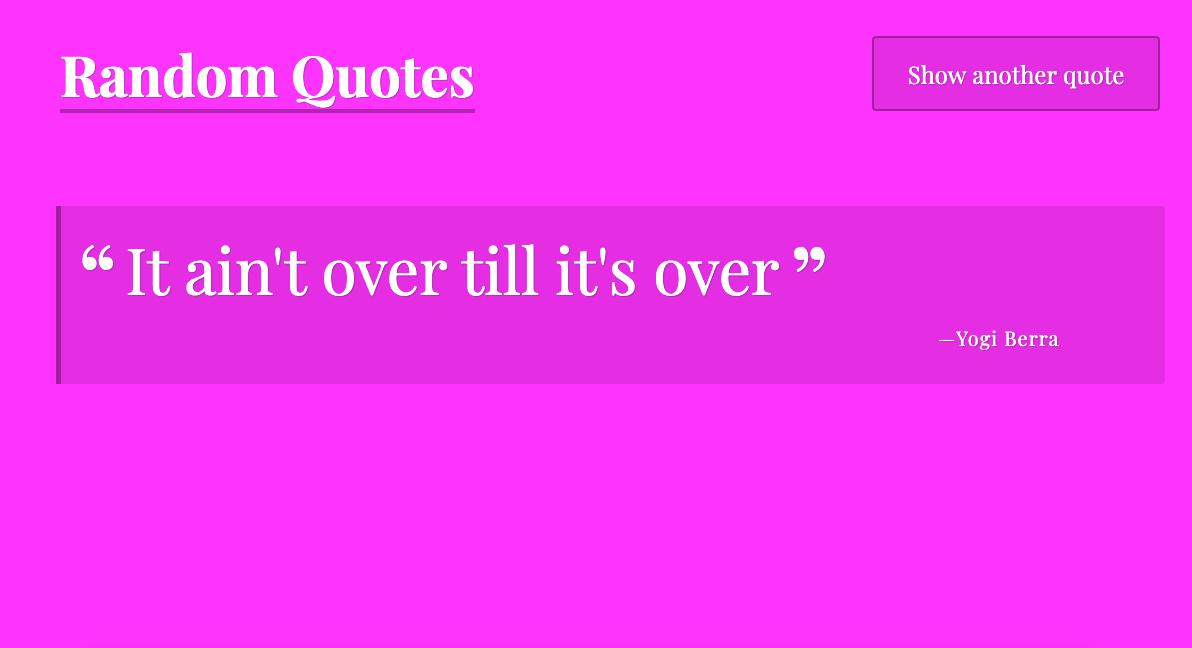 Random Quotes
Show another quote
“ It ain't over till it's over ”
—Yogi Berra